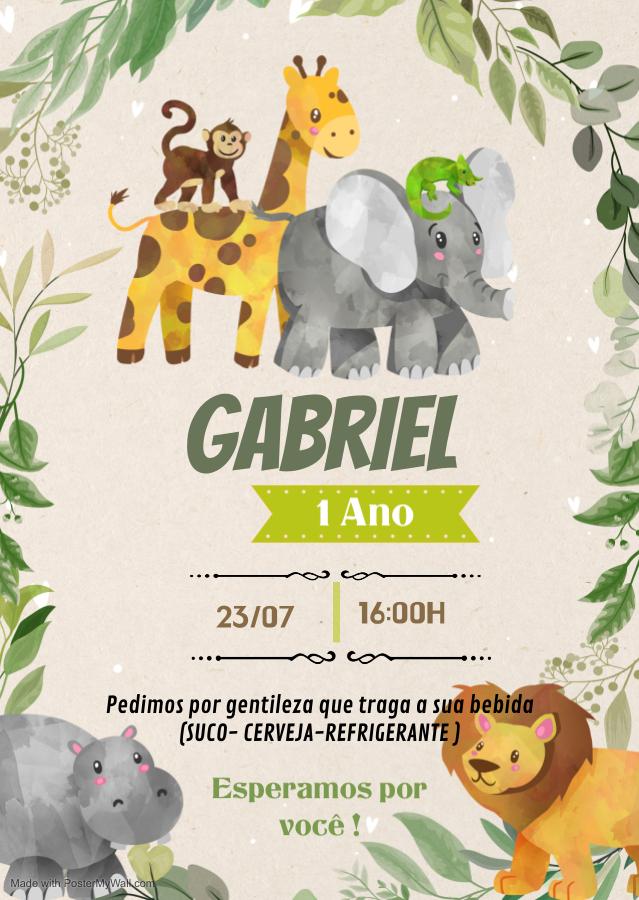 GABRIEL
1 Ano
23/07
16:00H
Pedimos por gentileza que traga a sua bebida
(SUCO- CERVEJA-REFRIGERANTE )
Esperamos por
você !
Made with PosterMyWall.com